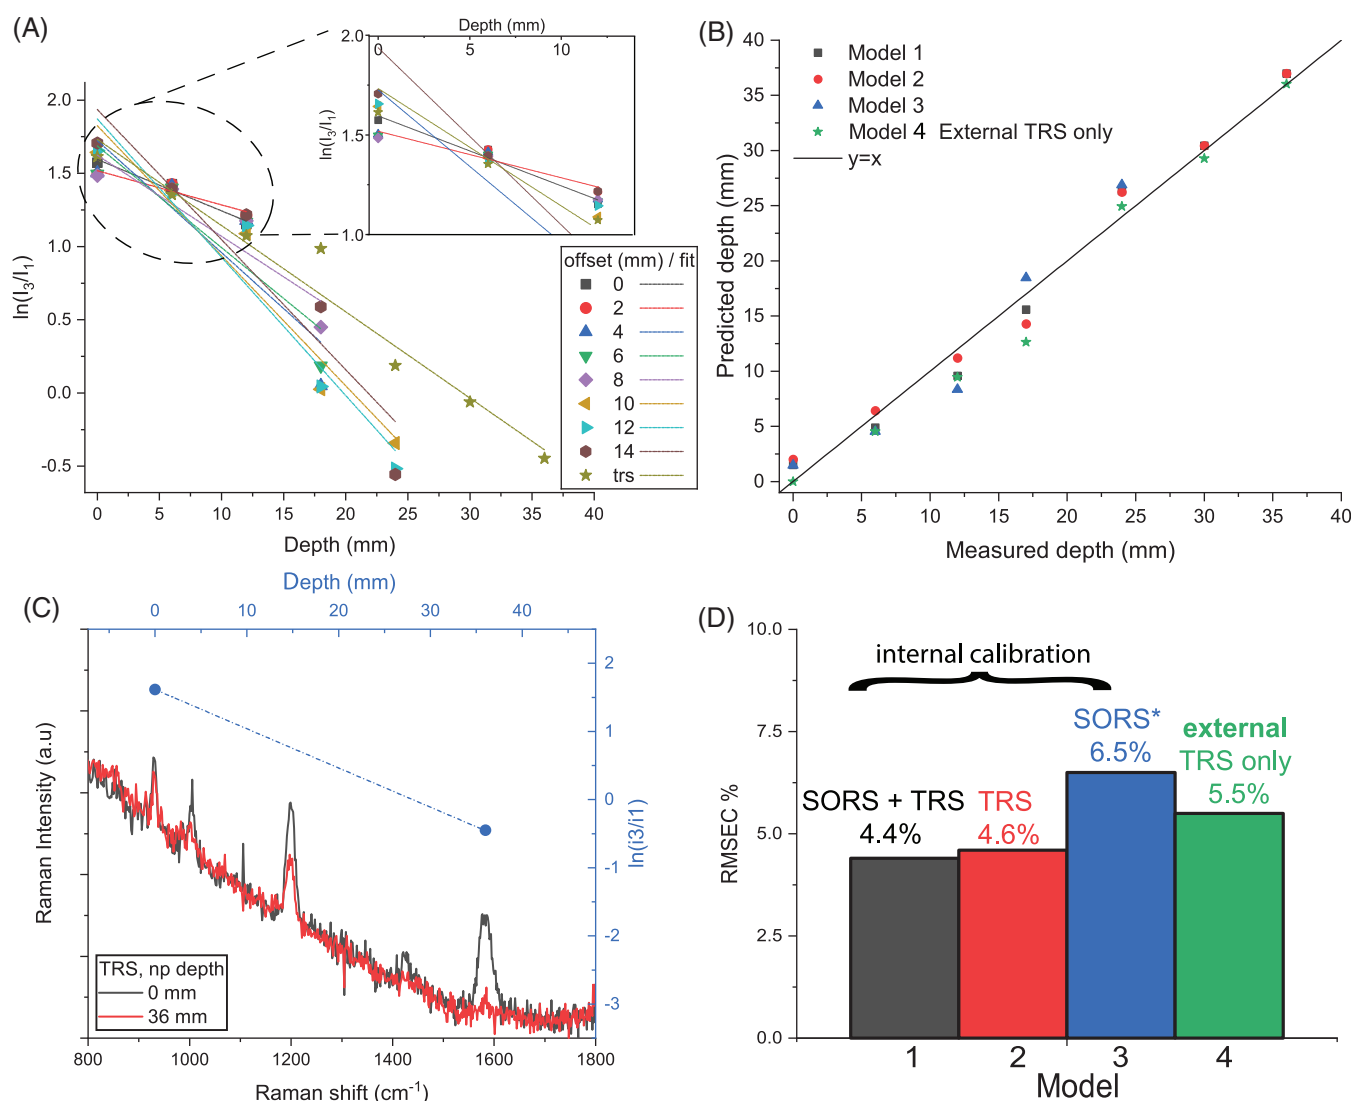 (A)
Depth (mm)
0 5 10
2.0
1.5
1.0
ln(I3/I1)
2.0
1.5
1.0
0.5
0.0
-0.5
ln(I3/I1)
offset (mm) / fit
0
2
4
6
8
10
12
14
trs
0 5 10 15 20 25 30 35 40
Depth (mm)
(B)
Model 1
Model 2
Model 3
Model 4 External TRS only
y=x
40
35
30
25
20
15
10
5
0
Predicted depth (mm)
0 5 10 15 20 25 30 35 40
Measured depth (mm)
(C)
Depth (mm)
0 10 20 30 40
2
1
0
-1
-2
-3
ln(i3/i1)
Raman Intensity (a.u)
TRS, np depth
0 mm
36 mm
800 1000 1200 1400 1600 1800
Raman shift (cm-1)
(D)
10.0
7.5
5.0
2.5
0.0
RMSEC %
internal calibration
SORS + TRS
4.4%
TRS
4.6%
SORS*
6.5%
external
TRS only
5.5%
1 2 3 4
Model